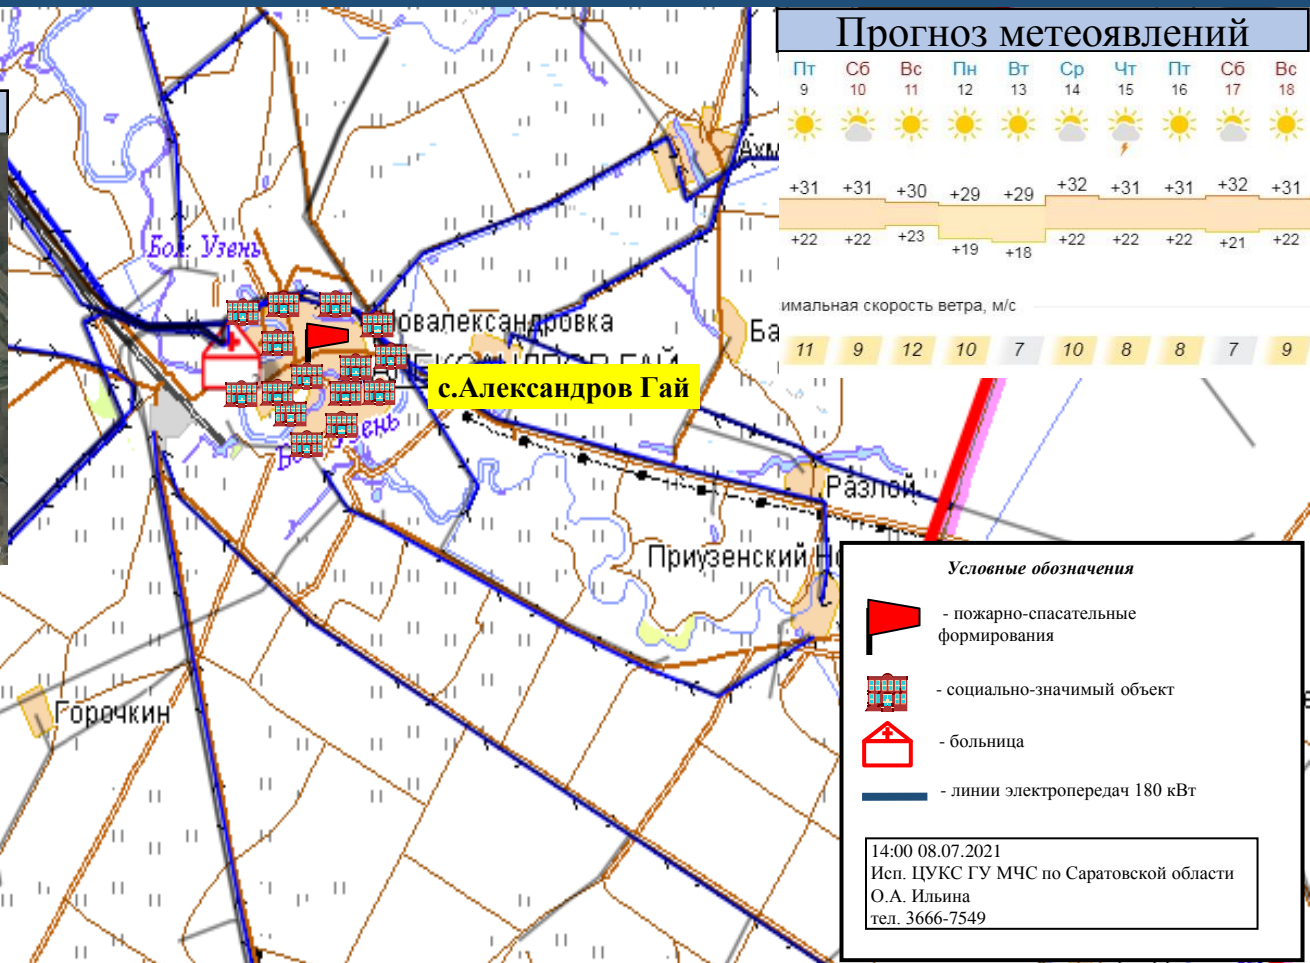 Прогноз метеоявлений
Пт Сб Вс Пн Вт Ср Чт Пт Сб Вс
9 10 11 12 13 14 15 16 17 18
+31 +31 +30 +29 +29 +32 +31 +31 +32 +31
+22 +22 +23 +19 +18 +22 +22 +22 +21 +22
имальная скорость ветра, м/с
11 9 12 10 7 10 8 8 7 9
Ахм
Бол. Узень
Новалександровка
Ба
с.Александров Гай
Разлой
Приузенский
Горочкин
Условные обозначения
- пожарно-спасательные
формирования
- социально-значимый объект
- больница
- линии электропередач 180 кВт
14:00 08.07.2021
Исп. ЦУКС ГУ МЧС по Саратовской области
О.А. Ильина
тел. 3666-7549